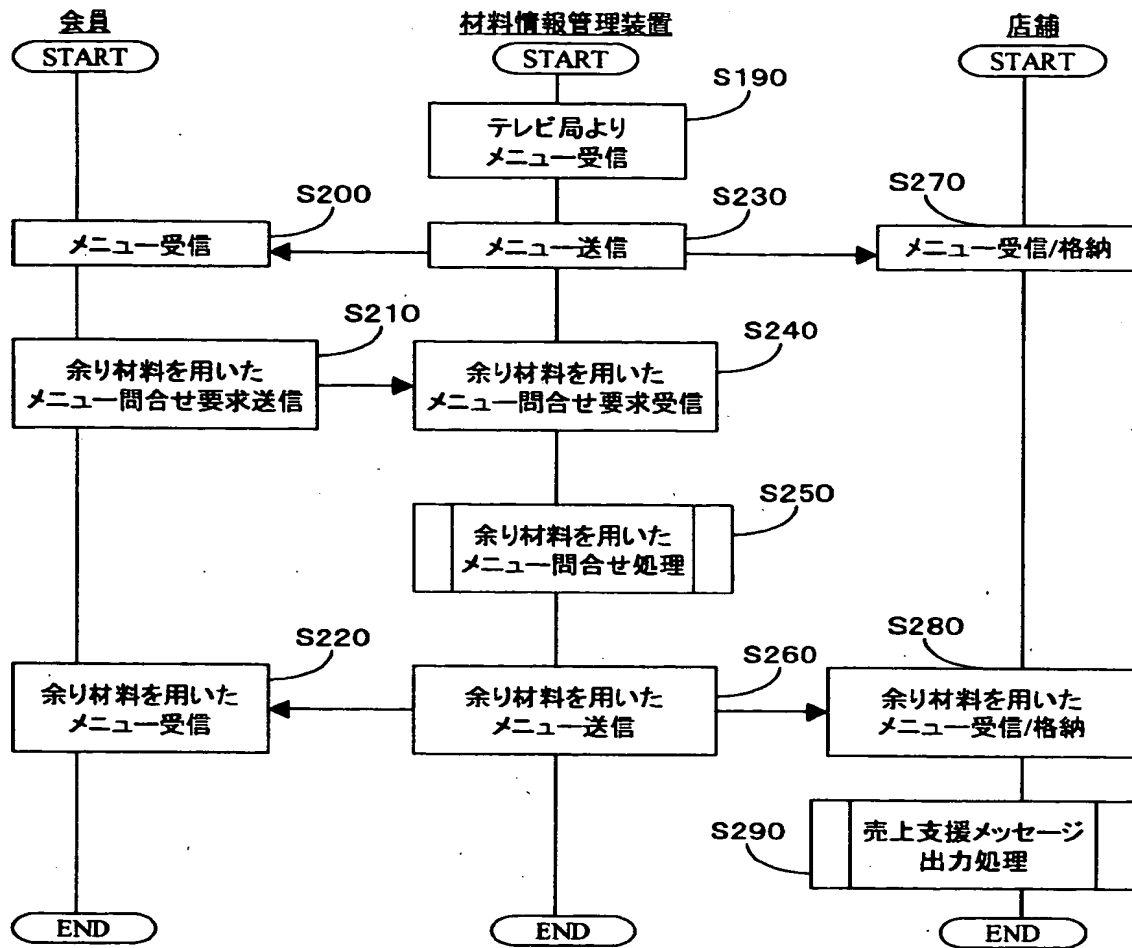 会員
材料情報管理装置
店舗
START
START
START
S190
テレビ局より
メニュー受信
S200
S230
S270
メニュー受信
メニュー送信
メニュー受信/格納
S210
S240
余り材料を用いた
メニュー問合せ要求送信
余り材料を用いた
メニュー問合せ要求受信
S250
余り材料を用いた
メニュー問合せ処理
S220
S260
S280
余り材料を用いた
メニュー受信
余り材料を用いた
メニュー送信
余り材料を用いた
メニュー受信/格納
S290
売上支援メッセージ
出力処理
END
END
END